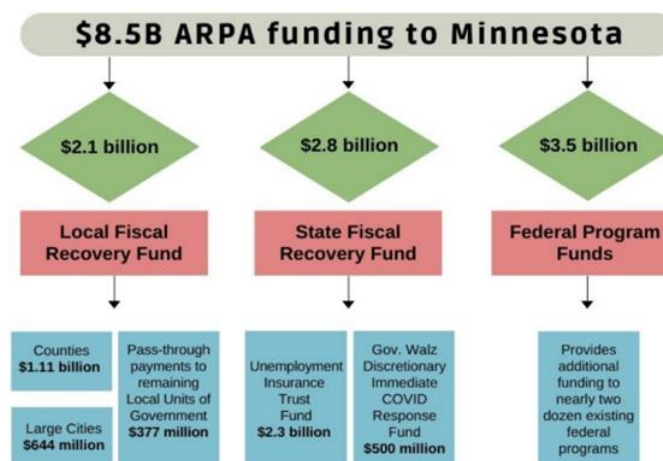 $8.5B ARPA funding to Minnesota
$2.1 billion
$2.8 billion
$3.5 billion
Local Fiscal
Recovery Fund
State Fiscal
Recovery Fund
Federal Program
Funds
Counties
$1.11 billion
Large Cities
$644 million
Pass-through
payments to
remaining
Local Units of
Government
$377 million
Unemployment
Insurance
Trust
Fund
$2.3 billion
Gov. Walz
Discretionary
Immediate
COVID
Response
Fund
$500 million
Provides
additional
funding to
nearly two
dozen existing
federal
programs